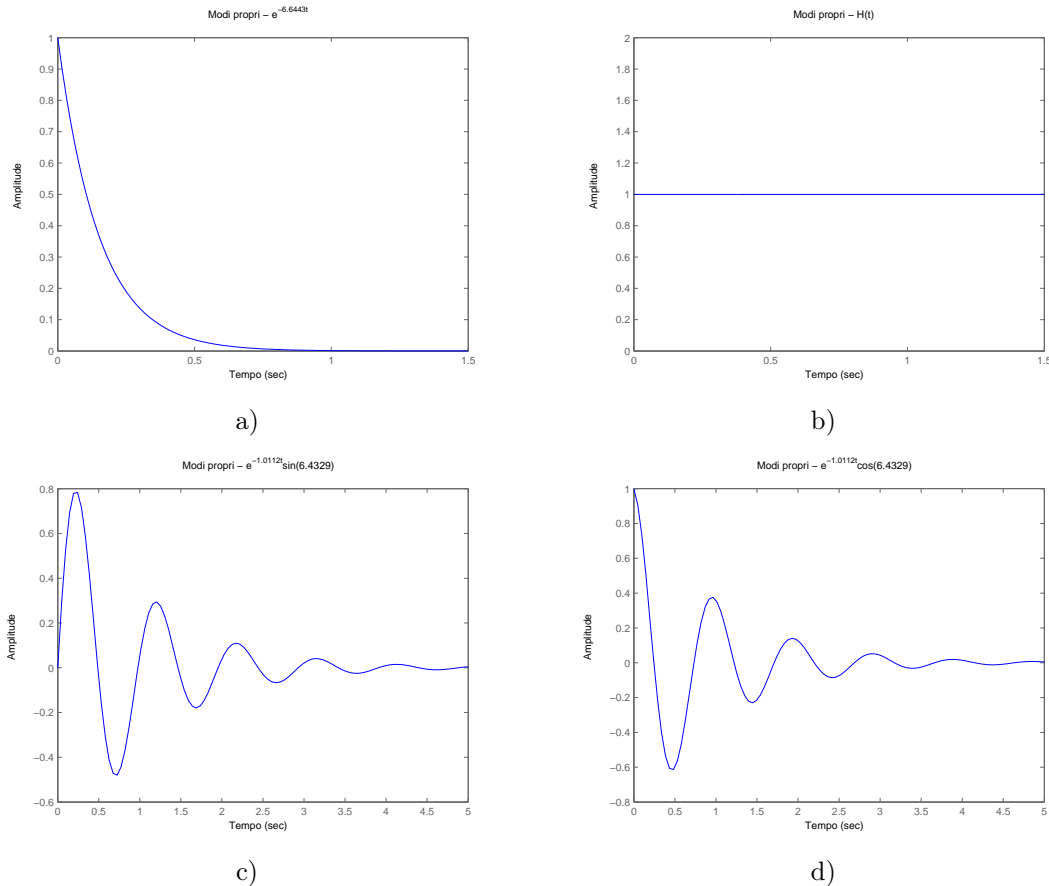 Modi propri – e^−6.6443t
Amplitude
1
0.9
0.8
0.7
0.6
0.5
0.4
0.3
0.2
0.1
0
0 0.5 1 1.5
Tempo (sec)
a)
Modi propri – H(t)
Amplitude
2
1.8
1.6
1.4
1.2
1
0.8
0.6
0.4
0.2
0
0 0.5 1 1.5
Tempo (sec)
b)
Modi propri – e^−1.0112t sin(6.4329)
Amplitude
0.8
0.6
0.4
0.2
0
−0.2
−0.4
−0.6
0 0.5 1 1.5 2 2.5 3 3.5 4 4.5 5
Tempo (sec)
c)
Modi propri – e^−1.0112t cos(6.4329)
Amplitude
1
0.8
0.6
0.4
0.2
0
−0.2
−0.4
−0.6
−0.8
0 0.5 1 1.5 2 2.5 3 3.5 4 4.5 5
Tempo (sec)
d)